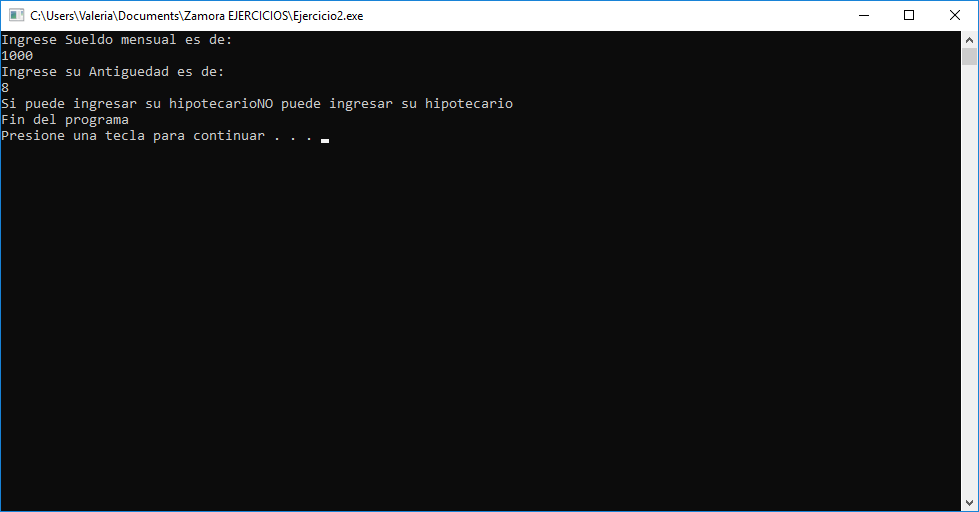 C:\Users\Valeria\Documents\Zamora EJERCICIOS\Ejercicio2.exe
Ingrese Sueldo mensual es de:
1000
Ingrese su Antiguedad es de:
8
Si puede ingresar su hipotecarioNO puede ingresar su hipotecario
Fin del programa
Presione una tecla para continuar . . .